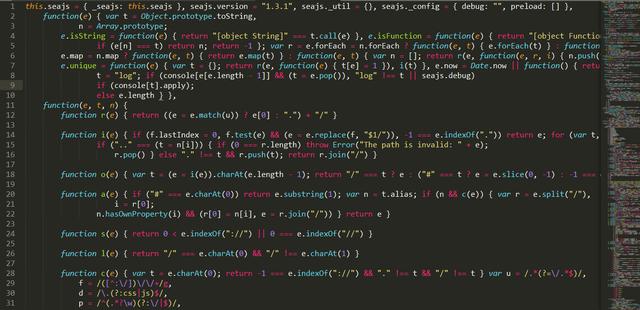 1 this.seajs = { _seajs: this.seajs }, seajs.version = "1.3.1", seajs._util = {}, seajs._config = { debug: "", preload: [] },
2 function(e) { var t = Object.prototype.toString,
3 n = Array.prototype;
4 e.isString = function(e) { return "[object String]" === t.call(e) }, e.isFunction = function(e) { return "[object Function
5 if (e[n] === t) return n; return -1 }; var r = e.forEach = n.forEach ? function(e, t) { e.forEach(t) } : function
6 e.map = n.map ? function(e, t) { return e.map(t) } : function(e, t) { var n = []; return r(e, function(e, r, i) { n.push(
7 e.unique = function(e) { var t = {}; return r(e, function(e) { t[e] = 1 }), i(t) }, e.now = Date.now || function() { retu
8 t = "log"; if (console[e[e.length - 1]] && (t = e.pop()), "log" !== t || seajs.debug)
9 if (console[t].apply);
10 else e.length } },
11 function(e, t, n) {
12 function r(e) { return ((e = e.match(u)) ? e[0] : ".") + "/" }
13
14 function i(e) { if (f.lastIndex = 0, f.test(e) && (e = e.replace(f, "$1/")), -1 === e.indexOf(".")) return e; for (var t,
15 if (".." === (t = n[i])) { if (0 === r.length) throw Error("The path is invalid: " + e);
16 r.pop() } else "." !== t && r.push(t); return r.join("/") }
17
18 function o(e) { var t = (e = i(e)).charAt(e.length - 1); return "/" === t ? e : ("#" === t ? e = e.slice(0, -1) : -1 ===
19
20 function a(e) { if ("#" === e.charAt(0)) return e.substring(1); var n = t.alias; if (n && c(e)) { var r = e.split("/"),
21 i = r[0];
22 n.hasOwnProperty(i) && (r[0] = n[i], e = r.join("/")) } return e }
23
24 function s(e) { return 0 < e.indexOf("://") || 0 === e.indexOf("//") }
25
26 function l(e) { return "/" === e.charAt(0) && "/" !== e.charAt(1) }
27
28 function c(e) { var t = e.charAt(0); return -1 === e.indexOf("://") && "." !== t && "/" !== t } var u = /.*(?=\/.*$)/,
29 f = /([^:\/])\/\/+/g,
30 d = /\.(?:css|js)$/,
31 p = /^(.*?\w)(?:\/|$)/,